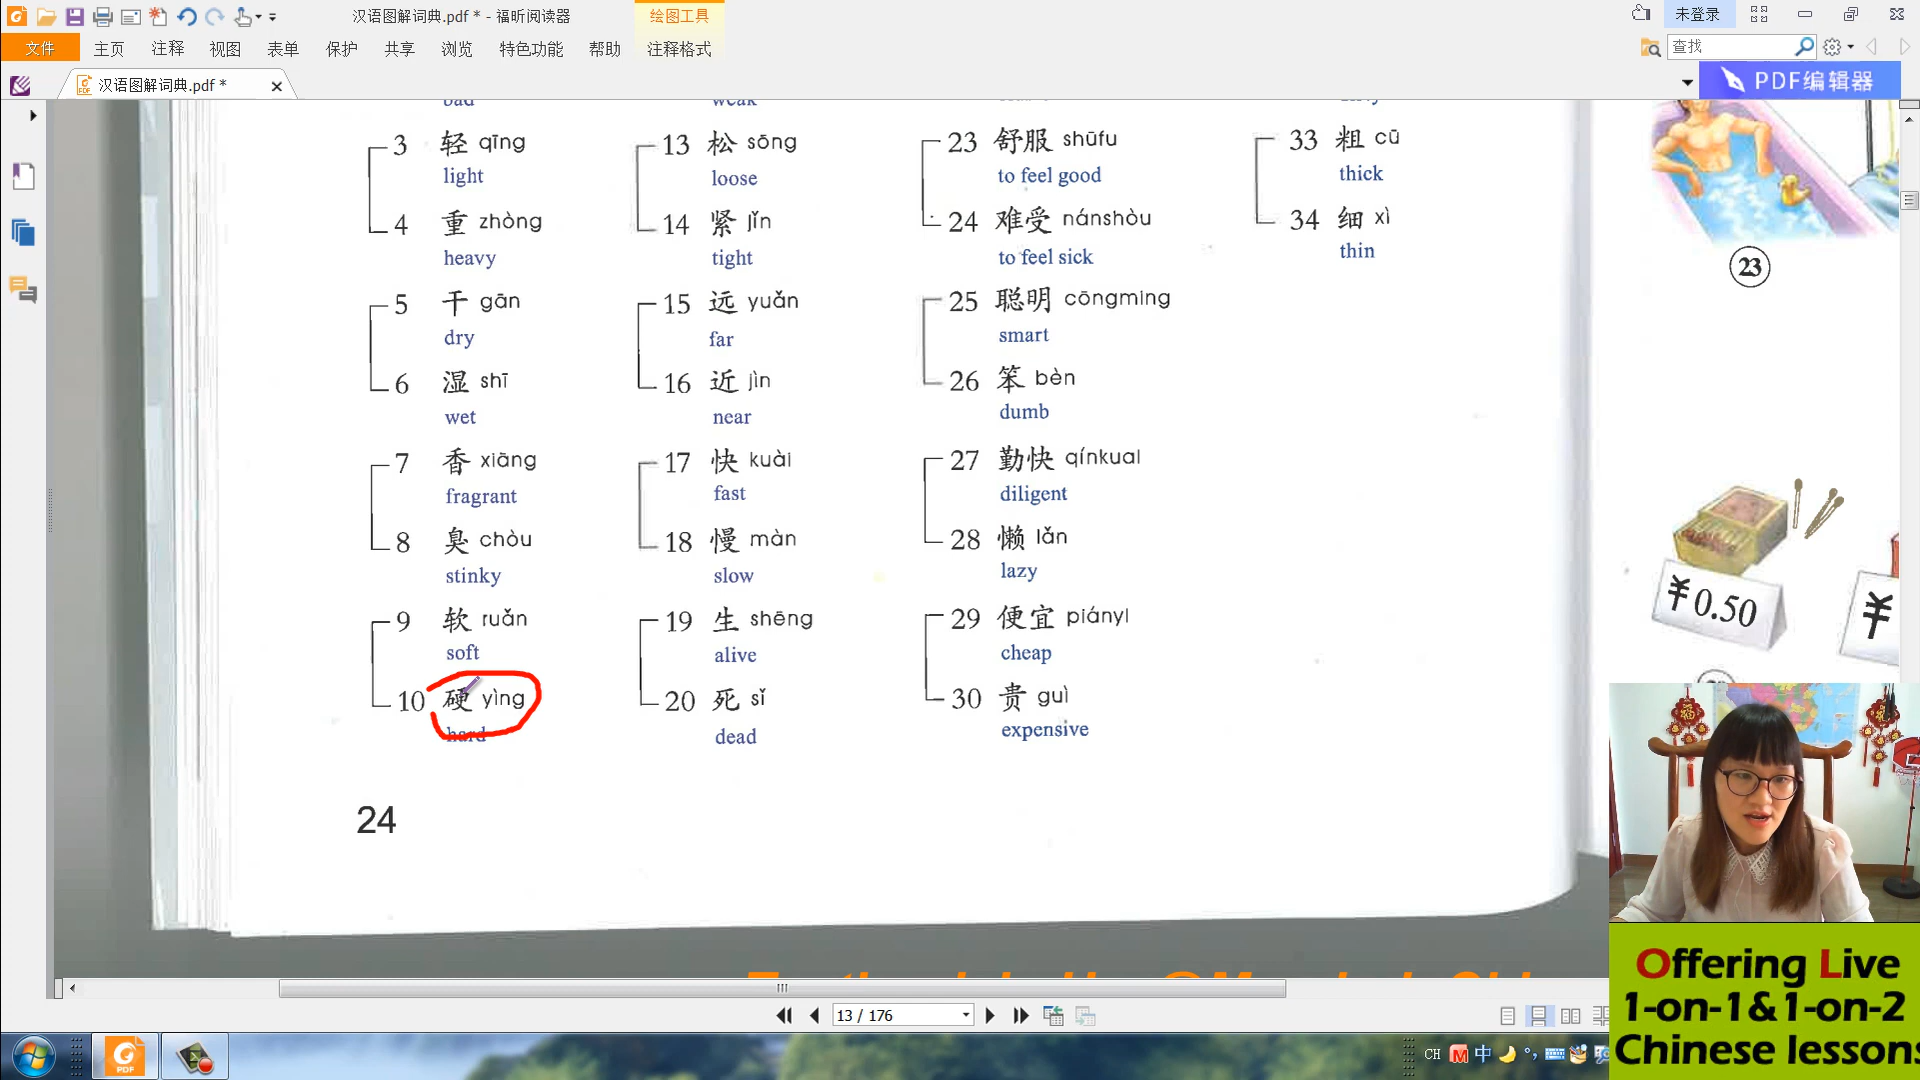 汉语图解词典.pdf * - 福昕阅读器
绘图工具
未登录
文件
主页
注释
视图
表单
保护
共享
浏览
特色功能
帮助
注释格式
查找
汉语图解词典.pdf *
PDF编辑器
bad
weak
3 轻 qīng
light
4 重 zhòng
heavy
5 干 gān
dry
6 湿 shī
wet
7 香 xiāng
fragrant
8 臭 chòu
stinky
9 软 ruǎn
soft
10 硬 yìng
hard
13 松 sōng
loose
14 紧 jǐn
tight
15 远 yuǎn
far
16 近 jìn
near
17 快 kuài
fast
18 慢 màn
slow
19 生 shēng
alive
20 死 sǐ
dead
23 舒服 shūfu
to feel good
24 难受 nánshòu
to feel sick
25 聪明 cōngming
smart
26 笨 bèn
dumb
27 勤快 qínkuai
diligent
28 懒 lǎn
lazy
29 便宜 piányi
cheap
30 贵 guì
expensive
33 粗 cū
thick
34 细 xì
thin
23
¥0.50
¥
24
13 / 176
Offering Live
1-on-1&1-on-2
Chinese lessons
CH
中